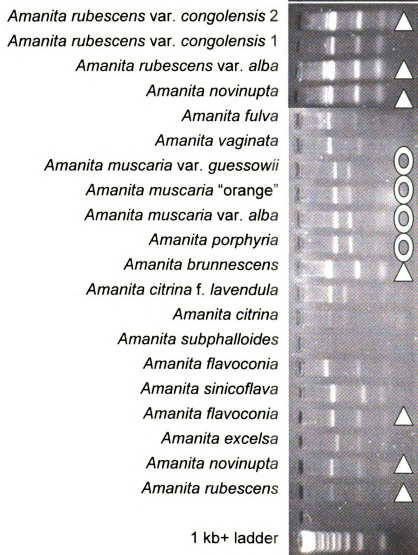 Amanita rubescens var. congolensis 2
Amanita rubescens var. congolensis 1
Amanita rubescens var. alba
Amanita novinupta
Amanita fulva
Amanita vaginata
Amanita muscaria var. guessowii
Amanita muscaria "orange"
Amanita muscaria var. alba
Amanita porphyria
Amanita brunnescens
Amanita citrina f. lavendula
Amanita citrina
Amanita subphalloides
Amanita flavoconia
Amanita sinicoflava
Amanita flavoconia
Amanita excelsa
Amanita novinupta
Amanita rubescens
1 kb+ ladder